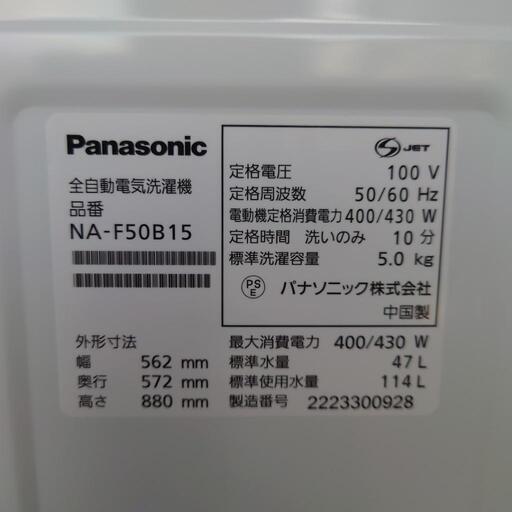 Panasonic
全自動電気洗濯機
品番
NA-F50B15
外形寸法
幅 562 mm
奥行 572 mm
高さ 880 mm
S JET
定格電圧 100 V
定格周波数 50/60 Hz
電動機定格消費電力 400/430 W
定格時間 洗いのみ 10 分
標準洗濯容量 5.0 kg
PS E パナソニック株式会社
中国製
最大消費電力 400/430 W
標準水量 47 L
標準使用水量 114 L
製造番号 2223300928